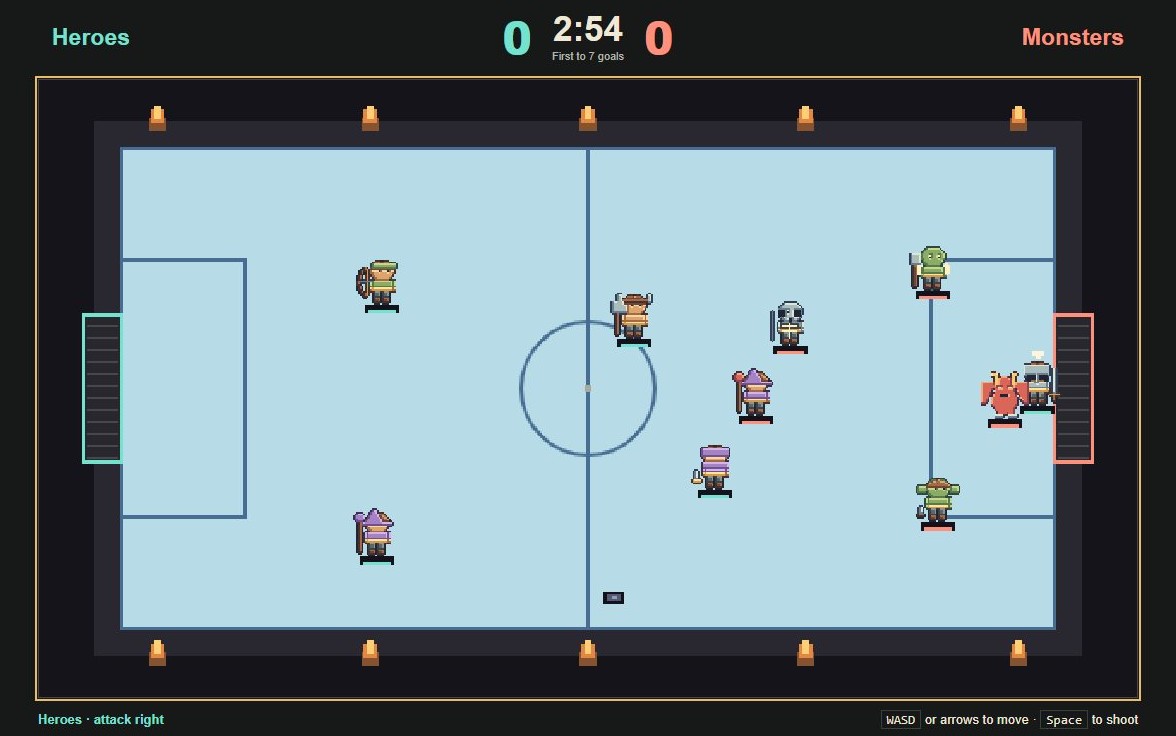 Heroes
0 2:54 0
First to 7 goals
Monsters
Heroes · attack right
WASD or arrows to move · Space to shoot